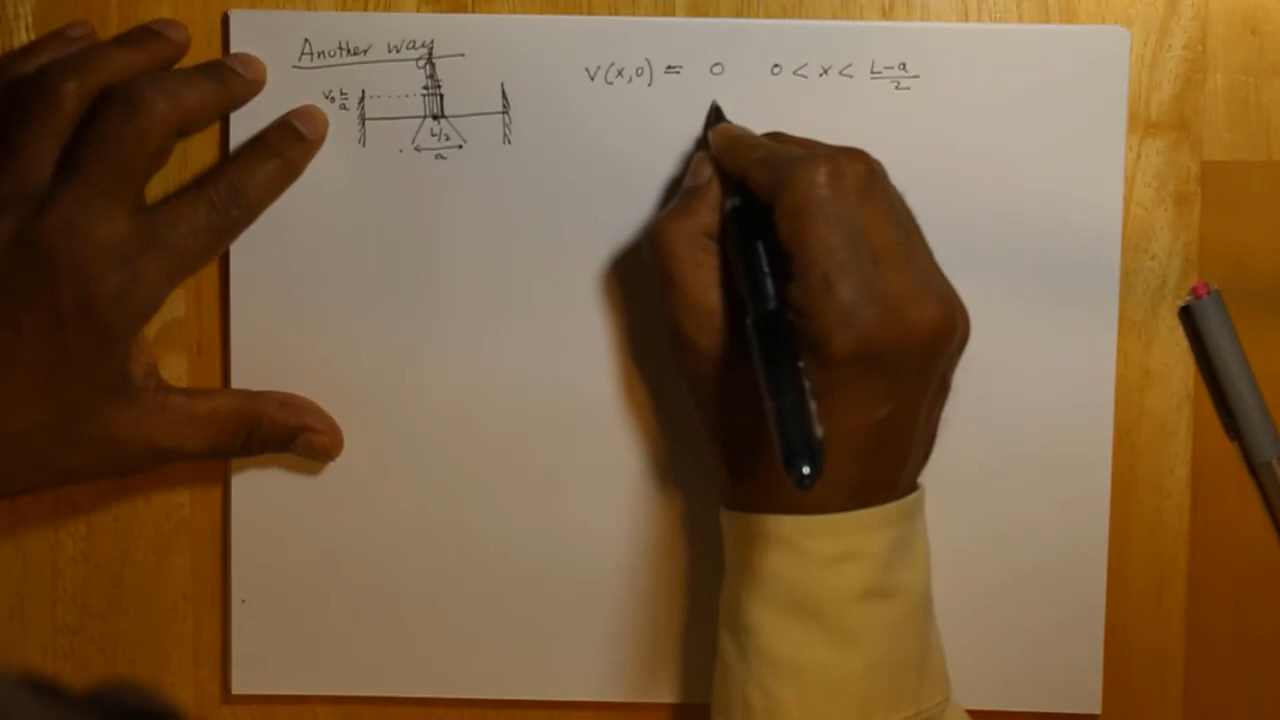 Another way
V(x,0) = 0 0 < x < (L-a)/2
V₀ L/a
L/2
a